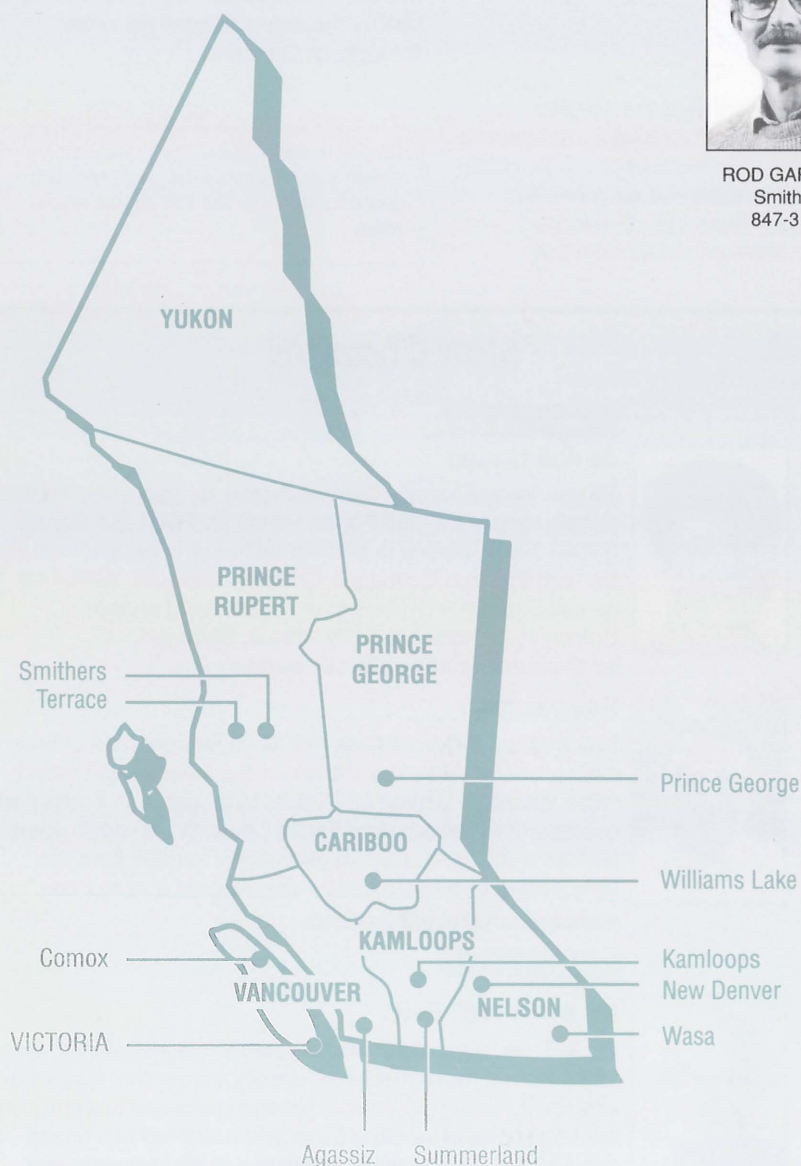 ROD
Smith
847-3
YUKON
PRINCE
RUPERT
PRINCE
GEORGE
Smithers
Terrace
Prince George
CARIBOO
Williams Lake
KAMLOOPS
Comox
Kamloops
VANCOUVER
New Denver
NELSON
Wasa
VICTORIA
Agassiz Summerland